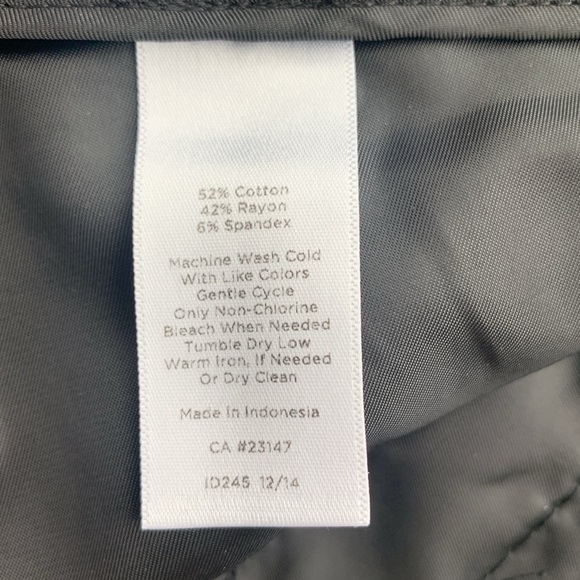 52% Cotton
42% Rayon
6% Spandex
Machine Wash Cold
With Like Colors
Gentle Cycle
Only Non-Chlorine
Bleach When Needed
Tumble Dry Low
Warm Iron, If Needed
Or Dry Clean
Made In Indonesia
CA #23147
ID245 12/14